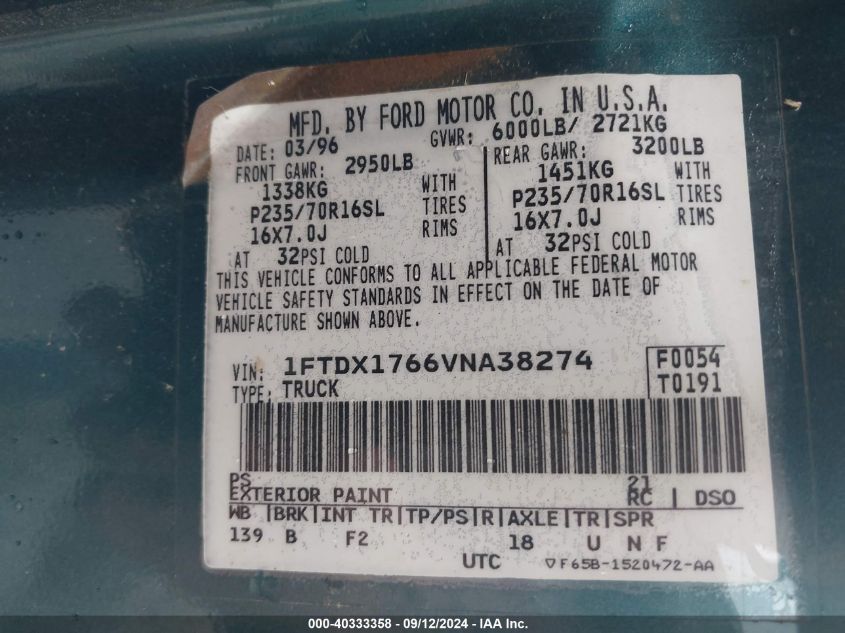 MFD. BY FORD MOTOR CO. IN U.S.A.
DATE: 03/96 GVWR: 6000LB/ 2721KG
FRONT GAWR: 2950LB REAR GAWR: 3200LB
1338KG WITH 1451KG WITH
P235/70R16SL TIRES P235/70R16SL TIRES
16X7.0J RIMS 16X7.0J RIMS
AT 32PSI COLD AT 32PSI COLD
THIS VEHICLE CONFORMS TO ALL APPLICABLE FEDERAL MOTOR
VEHICLE SAFETY STANDARDS IN EFFECT ON THE DATE OF
MANUFACTURE SHOWN ABOVE.
VIN: 1FTDX1766VNA38274 F0054
TYPE: TRUCK T0191
PS 21
EXTERIOR PAINT RC | DSO
WB |BRK|INT TR|TP/PS|R|AXLE|TR|SPR
139 B F2 18 U N F
UTC ▽F65B-1520472-AA
000-40333358 - 09/12/2024 - IAA Inc.